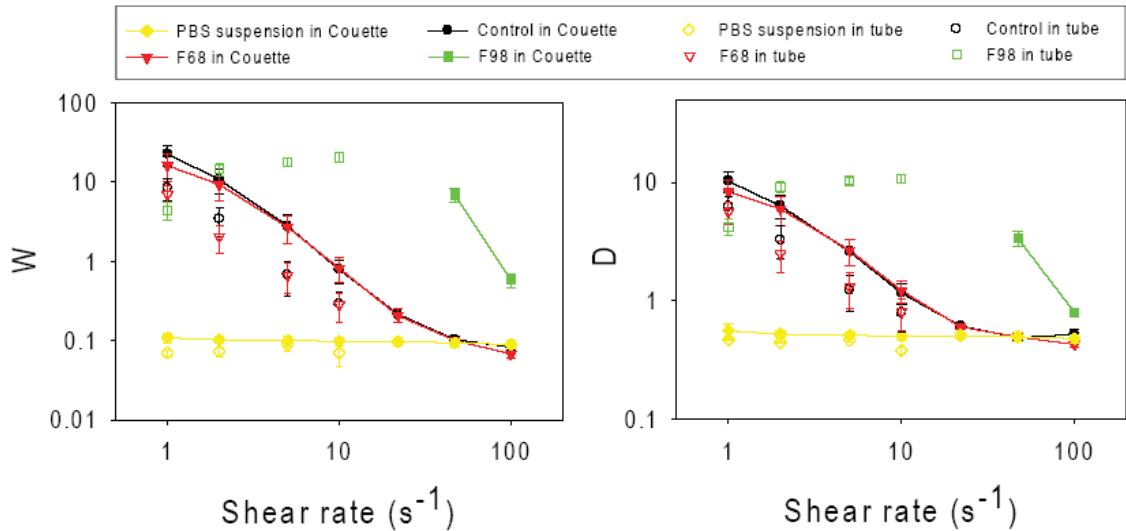 PBS suspension in Couette Control in Couette PBS suspension in tube Control in tube
F68 in Couette F98 in Couette F68 in tube F98 in tube
100
10
1
0.1
0.01
W
1 10 100
Shear rate (s⁻¹)
10
1
0.1
D
1 10 100
Shear rate (s⁻¹)